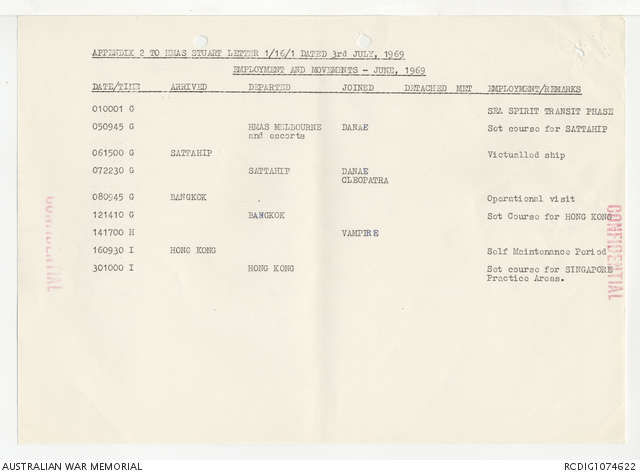 APPENDIX 2 TO HMAS STUART LETTER 1/16/1 DATED 3rd JULY, 1969
EMPLOYMENT AND MOVEMENTS - JUNE, 1969
DATE/TIME ARRIVED DEPARTED JOINED DETACHED MET EMPLOYMENT/REMARKS
010001 G SEA SPIRIT TRANSIT PHASE
050945 G HMAS MELBOURNE DANAE Set course for SATTAHIP
and escorts
061500 G SATTAHIP Victualled ship
072230 G SATTAHIP DANAE
CLEOPATRA
080945 G BANGKOK Operational visit
121410 G BANGKOK Set Course for HONG KONG
141700 H VAMPIRE
160930 I HONG KONG Self Maintenance Period
301000 I HONG KONG Set course for SINGAPORE
Practice Areas.
CONFIDENTIAL
CONFIDENTIAL
AUSTRALIAN WAR MEMORIAL
RCDIG1074622